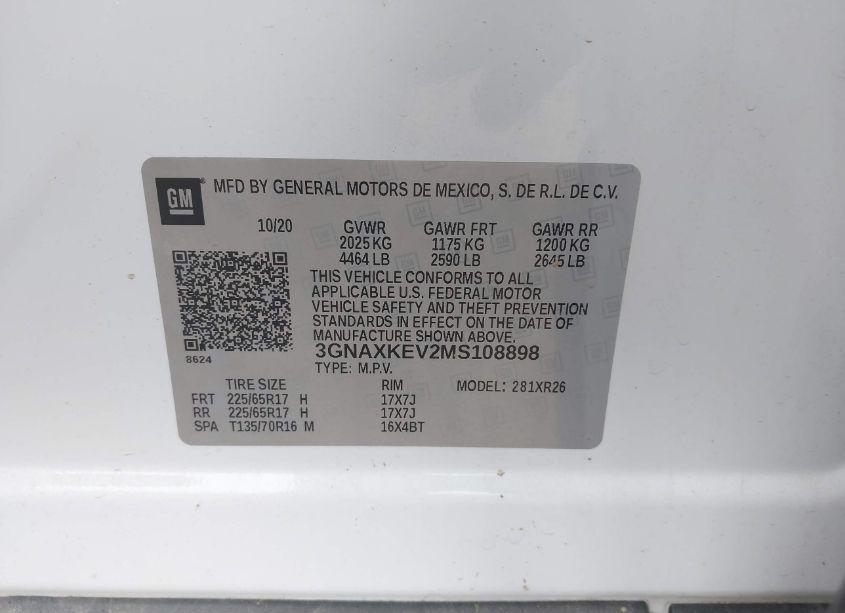 GM
MFD BY GENERAL MOTORS DE MEXICO, S. DE R.L. DE C.V.
10/20 GVWR GAWR FRT GAWR RR
2025 KG 1175 KG 1200 KG
4464 LB 2590 LB 2645 LB
THIS VEHICLE CONFORMS TO ALL
APPLICABLE U.S. FEDERAL MOTOR
VEHICLE SAFETY AND THEFT PREVENTION
STANDARDS IN EFFECT ON THE DATE OF
MANUFACTURE SHOWN ABOVE.
8624
3GNAXKEV2MS108898
TYPE: M.P.V.
TIRE SIZE RIM MODEL: 281XR26
FRT 225/65R17 H 17X7J
RR 225/65R17 H 17X7J
SPA T135/70R16 M 16X4BT